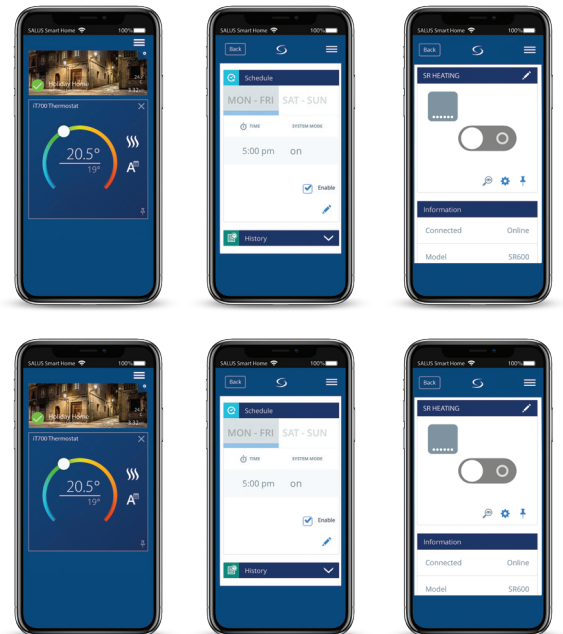 SALUS Smart Home 100%
Holiday Home
iT700 Thermostat
20.5°
19°
A
SALUS Smart Home 100%
Back
Schedule
MON - FRI SAT - SUN
TIME SYSTEM MODE
5:00 pm on
Enable
History
SALUS Smart Home 100%
Back
SR HEATING
Information
Connected Online
Model SR600
SALUS Smart Home 100%
Holiday Home
iT700 Thermostat
20.5°
19°
A
SALUS Smart Home 100%
Back
Schedule
MON - FRI SAT - SUN
TIME SYSTEM MODE
5:00 pm on
Enable
History
SALUS Smart Home 100%
Back
SR HEATING
Information
Connected Online
Model SR600